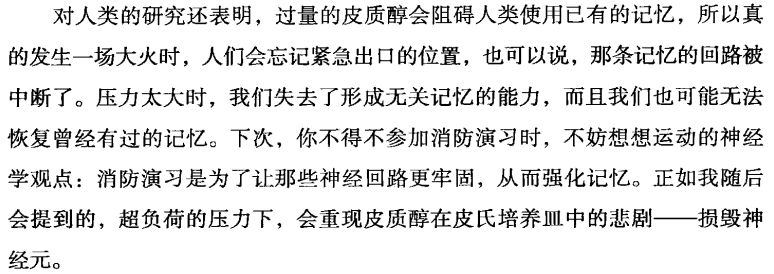 对人类的研究还表明，过量的皮质醇会阻碍人类使用已有的记忆，所以真
的发生一场大火时，人们会忘记紧急出口的位置，也可以说，那条记忆的回路被
中断了。压力太大时，我们失去了形成无关记忆的能力，而且我们也可能无法
恢复曾经有过的记忆。下次，你不得不参加消防演习时，不妨想想运动的神经
学观点：消防演习是为了让那些神经回路更牢固，从而强化记忆。正如我随后
会提到的，超负荷的压力下，会重现皮质醇在皮氏培养皿中的悲剧——损毁神
经元。